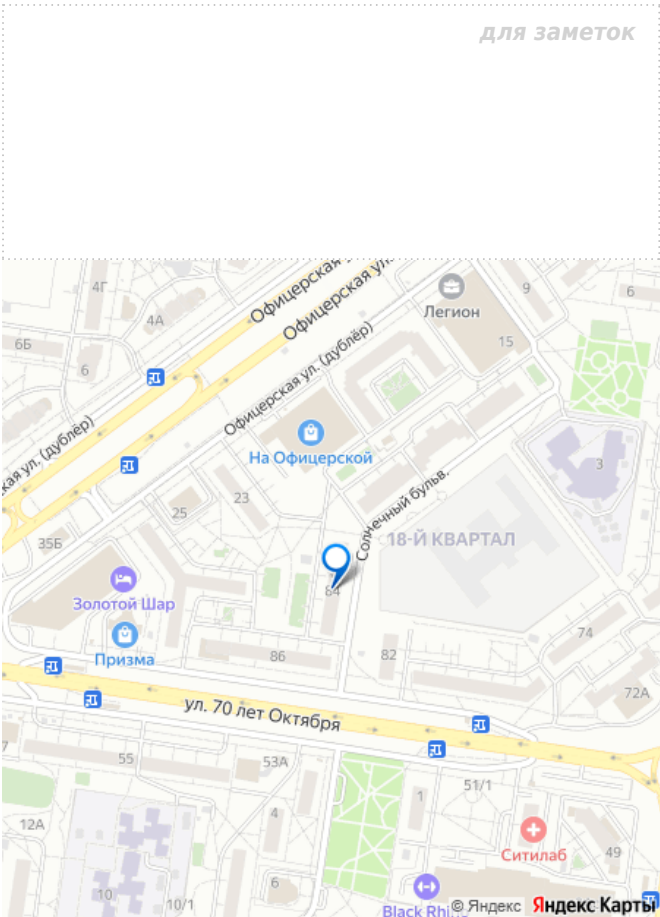 для заметок
Офицерская ул.
Офицерская ул.
Легион
4Г
4А
9
6
6Б
6
15
Офицерская ул. (дублёр)
На Офицерской
ская ул. (дублёр)
3
23
25
Солнечный бульв.
18-Й КВАРТАЛ
35Б
Золотой Шар
84
Призма
86
82
74
72А
ул. 70 лет Октября
7
55
53А
51/1
1
4
12А
Ситилаб
49
6
10
10/1
Black Rhino
© Яндекс Яндекс Карты